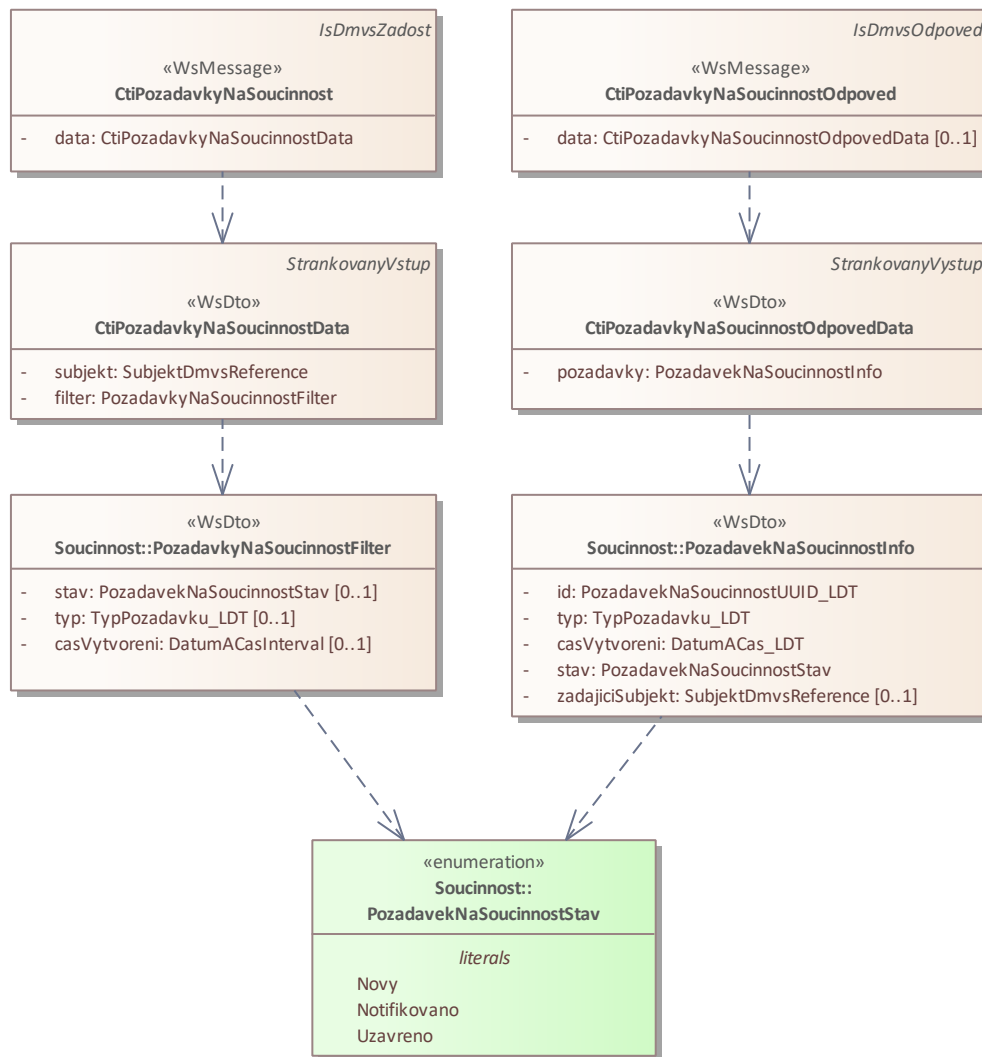 IsDmvsZadost
«WsMessage»
CtiPozadavkyNaSoucinnost
- data: CtiPozadavkyNaSoucinnostData
IsDmvsOdpoved
«WsMessage»
CtiPozadavkyNaSoucinnostOdpoved
- data: CtiPozadavkyNaSoucinnostOdpovedData [0..1]
StrankovanyVstup
«WsDto»
CtiPozadavkyNaSoucinnostData
- subjekt: SubjektDmvsReference
- filter: PozadavkyNaSoucinnostFilter
StrankovanyVystup
«WsDto»
CtiPozadavkyNaSoucinnostOdpovedData
- pozadavky: PozadavekNaSoucinnostInfo
«WsDto»
Soucinnost::PozadavkyNaSoucinnostFilter
- stav: PozadavekNaSoucinnostStav [0..1]
- typ: TypPozadavku_LDT [0..1]
- casVytvoreni: DatumACasInterval [0..1]
«WsDto»
Soucinnost::PozadavekNaSoucinnostInfo
- id: PozadavekNaSoucinnostUUID_LDT
- typ: TypPozadavku_LDT
- casVytvoreni: DatumACas_LDT
- stav: PozadavekNaSoucinnostStav
- zadajiciSubjekt: SubjektDmvsReference [0..1]
«enumeration»
Soucinnost::
PozadavekNaSoucinnostStav
literals
Novy
Notifikovano
Uzavreno